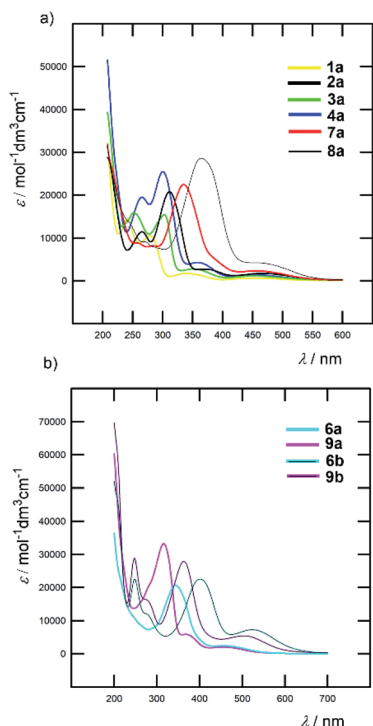 a)
50000
40000
30000
20000
10000
0
ε / mol-1dm3cm-1
200 250 300 350 400 450 500 550 600
λ / nm
1a
2a
3a
4a
7a
8a
b)
70000
60000
50000
40000
30000
20000
10000
0
ε / mol-1dm3cm-1
200 300 400 500 600 700
λ / nm
6a
9a
6b
9b